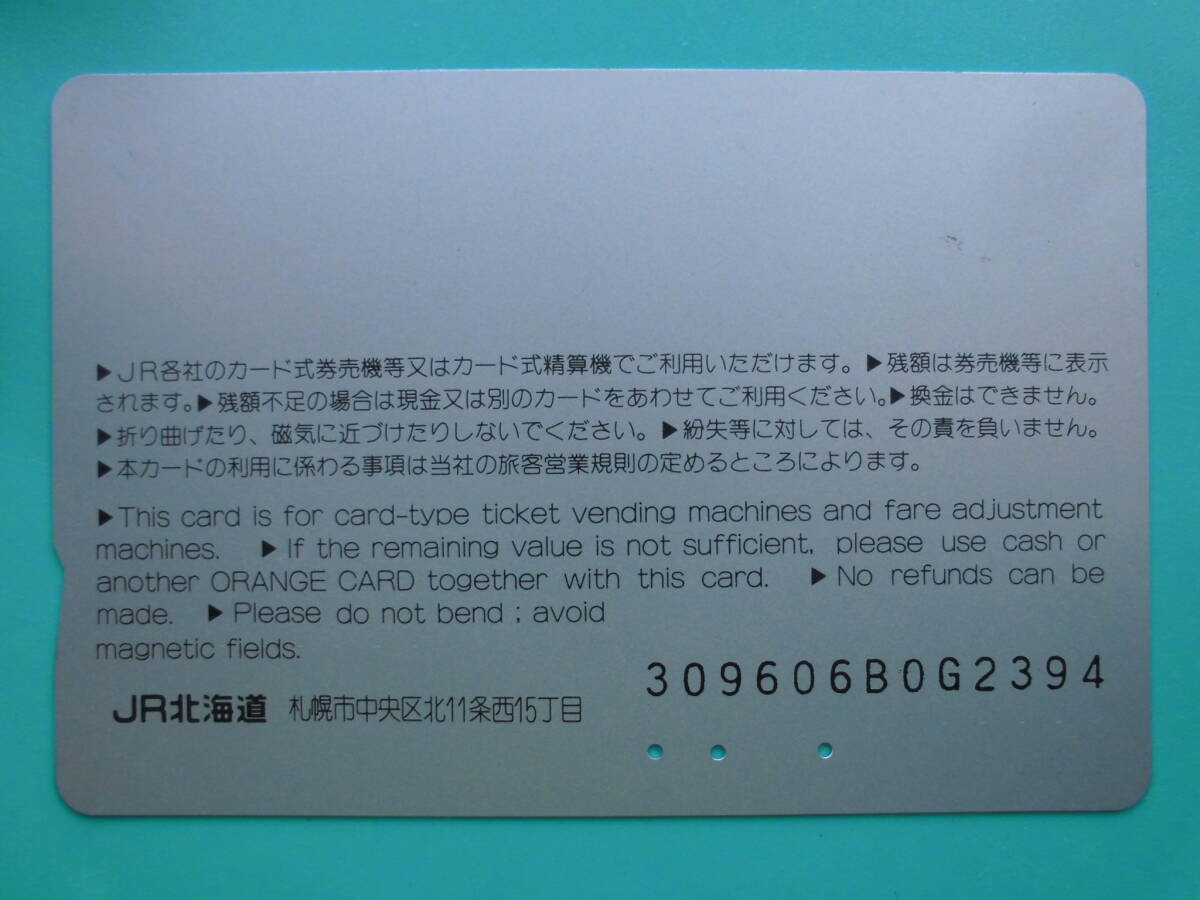 ▶JR各社のカード式券売機等又はカード式精算機でご利用いただけます。▶残額は券売機等に表示
されます。▶残額不足の場合は現金又は別のカードをあわせてご利用ください。▶換金はできません。
▶折り曲げたり、磁気に近づけたりしないでください。▶紛失等に対しては、その責を負いません。
▶本カードの利用に係わる事項は当社の旅客営業規則の定めるところによります。
▶This card is for card-type ticket vending machines and fare adjustment
machines. ▶If the remaining value is not sufficient, please use cash or
another ORANGE CARD together with this card. ▶No refunds can be
made. ▶Please do not bend ; avoid
magnetic fields.
309606B0G2394
JR北海道 札幌市中央区北11条西15丁目